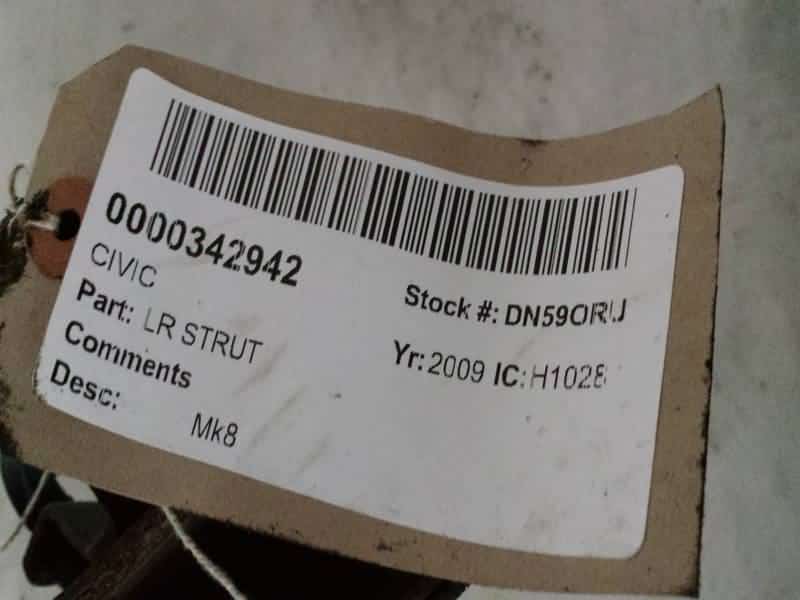 0000342942
CIVIC
Stock #: DN59ORU
Part: LR STRUT
Yr: 2009 IC: H1028
Comments
Desc:
Mk8